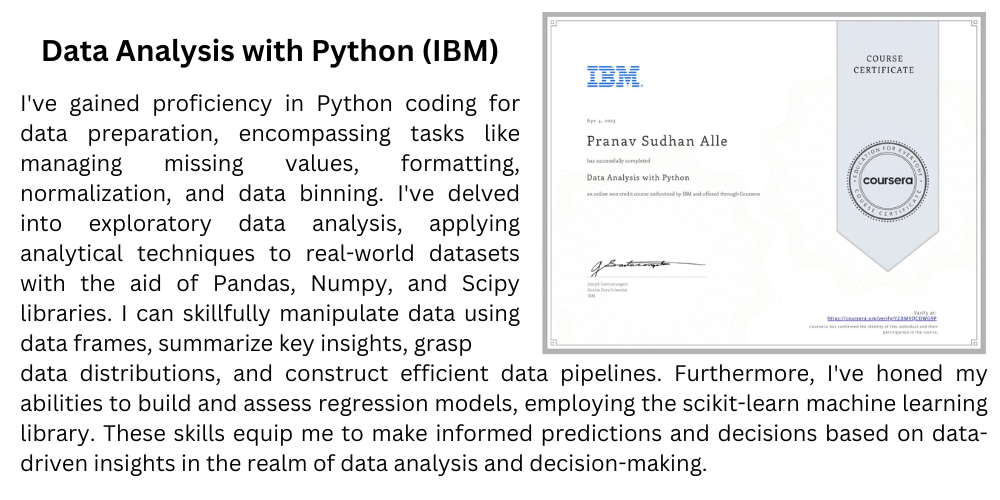 Data Analysis with Python (IBM)
I've gained proficiency in Python coding for
data preparation, encompassing tasks like
managing missing values, formatting,
normalization, and data binning. I've delved
into exploratory data analysis, applying
analytical techniques to real-world datasets
with the aid of Pandas, Numpy, and Scipy
libraries. I can skillfully manipulate data using
data frames, summarize key insights, grasp
data distributions, and construct efficient data pipelines. Furthermore, I've honed my
abilities to build and assess regression models, employing the scikit-learn machine learning
library. These skills equip me to make informed predictions and decisions based on data-
driven insights in the realm of data analysis and decision-making.
IBM
Apr 4, 2023
Pranav Sudhan Alle
has successfully completed
Data Analysis with Python
an online non-credit course authorized by IBM and offered through Coursera
Joseph Santarcangelo
Senior Data Scientist
IBM
COURSE
CERTIFICATE
EDUCATION FOR EVERYONE
coursera
COURSE CERTIFICATE
Verify at:
Coursera has confirmed the identity of this individual and their
participation in the course.